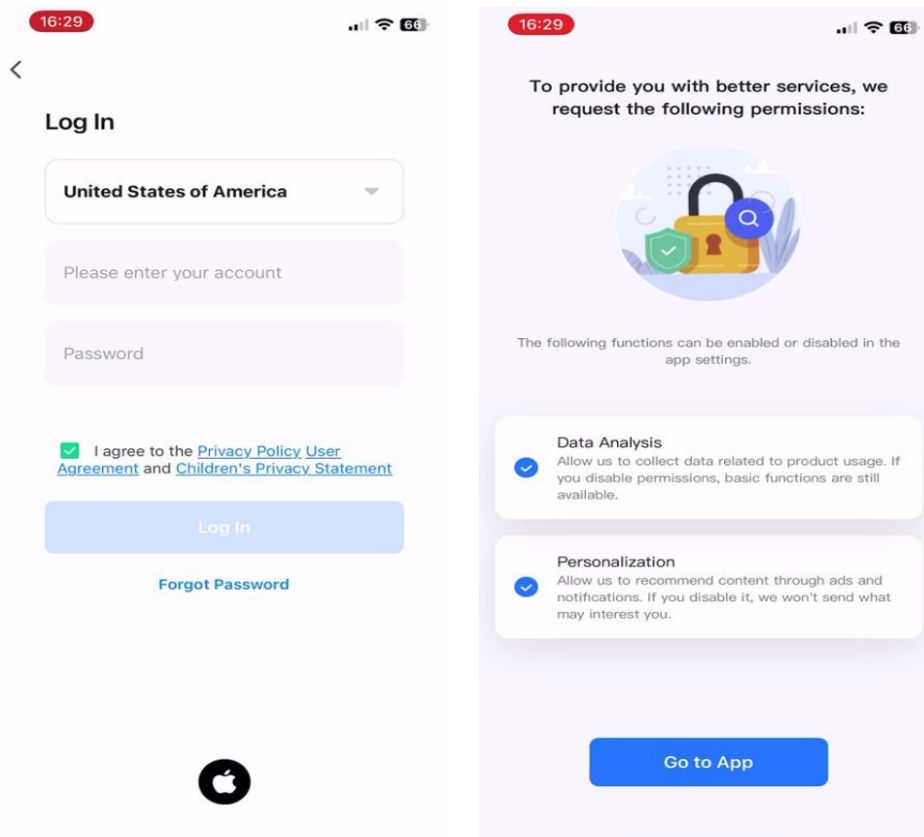 16:29
66
Log In
United States of America
Please enter your account
Password
I agree to the Privacy Policy User
Agreement and Children's Privacy Statement
Log In
Forgot Password
16:29
66
To provide you with better services, we
request the following permissions:
The following functions can be enabled or disabled in the
app settings.
Data Analysis
Allow us to collect data related to product usage. If
you disable permissions, basic functions are still
available.
Personalization
Allow us to recommend content through ads and
notifications. If you disable it, we won't send what
may interest you.
Go to App